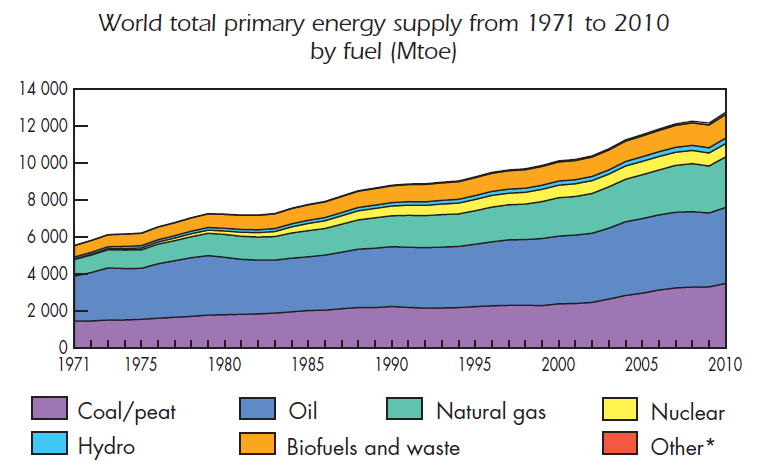 World total primary energy supply from 1971 to 2010
by fuel (Mtoe)
14 000
12 000
10 000
8 000
6 000
4 000
2 000
0
1971 1975 1980 1985 1990 1995 2000 2005 2010
Coal/peat Oil Natural gas Nuclear
Hydro Biofuels and waste Other*